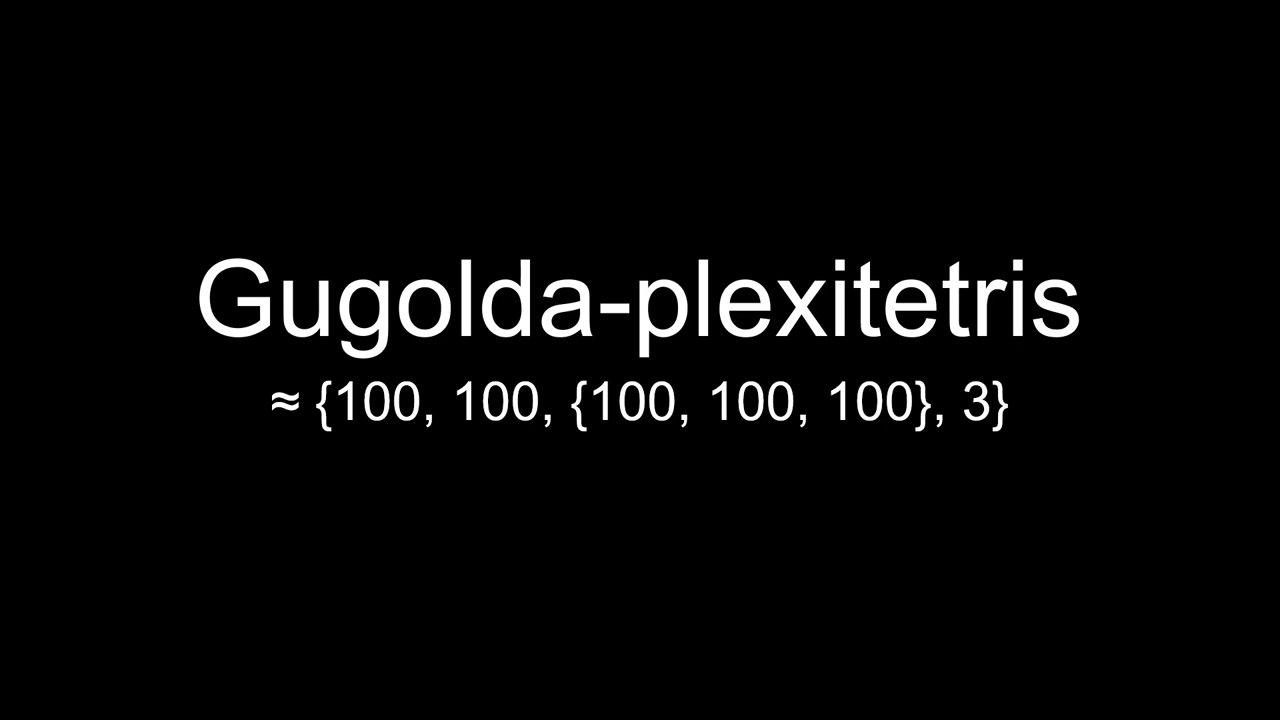 Gugolda-plexitetris
≈ {100, 100, {100, 100, 100}, 3}